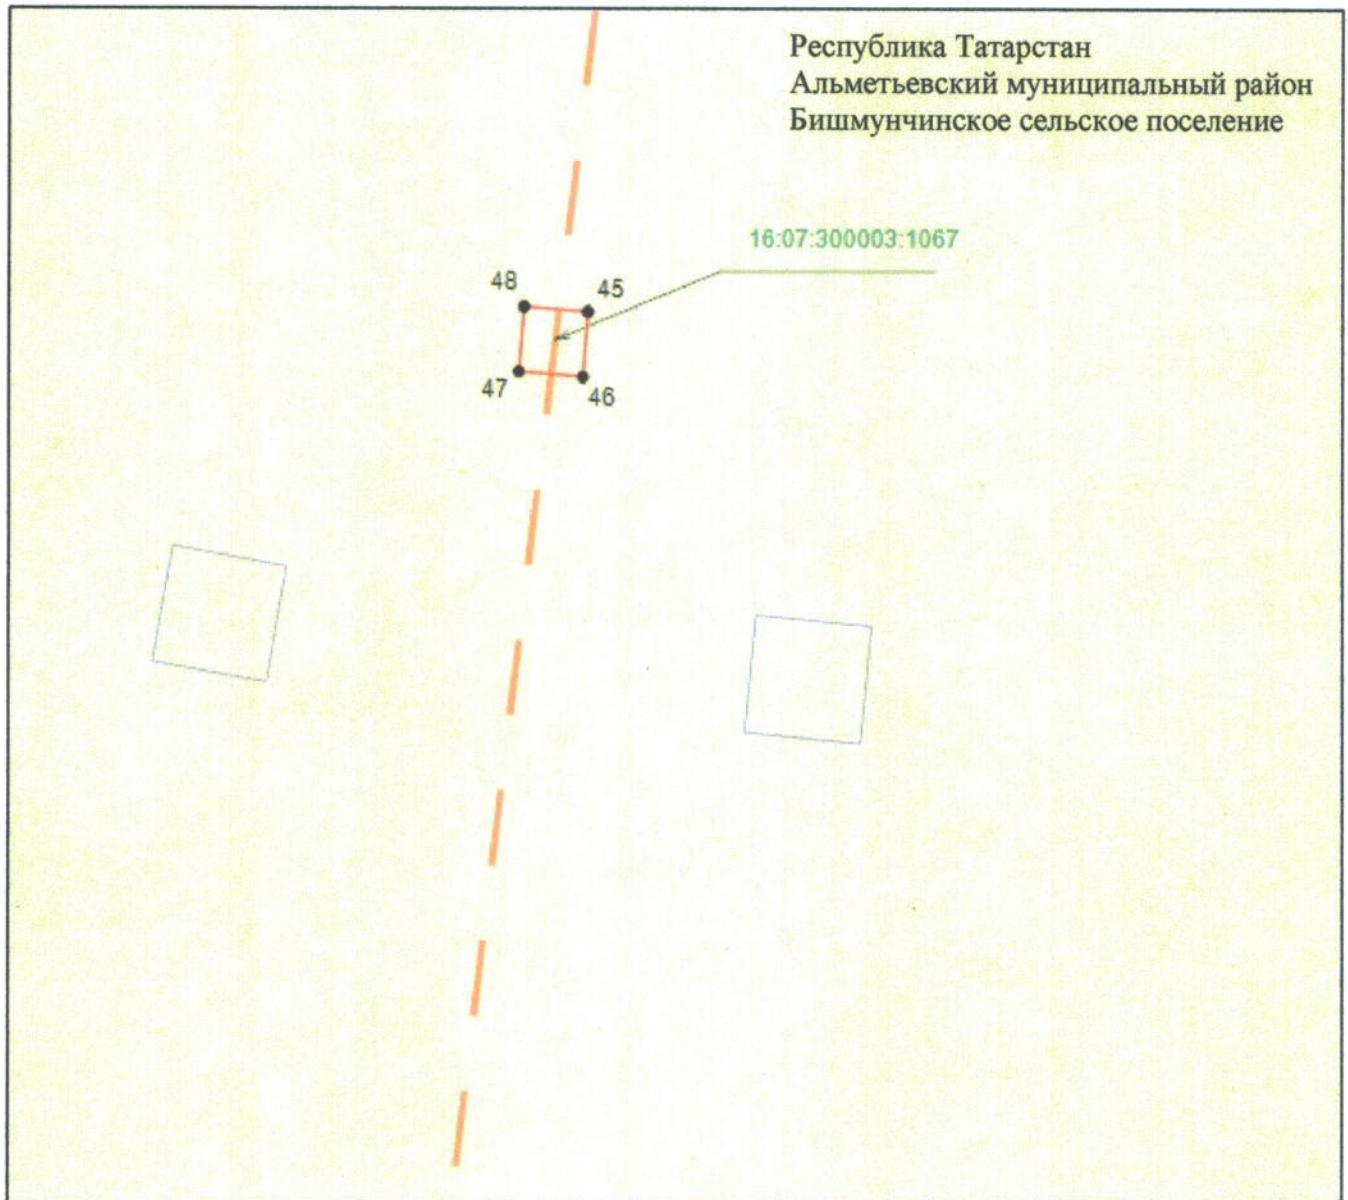 Республика Татарстан
Альметьевский муниципальный район
Бишмунчинское сельское поселение
16:07:300003:1067
48
45
47
46